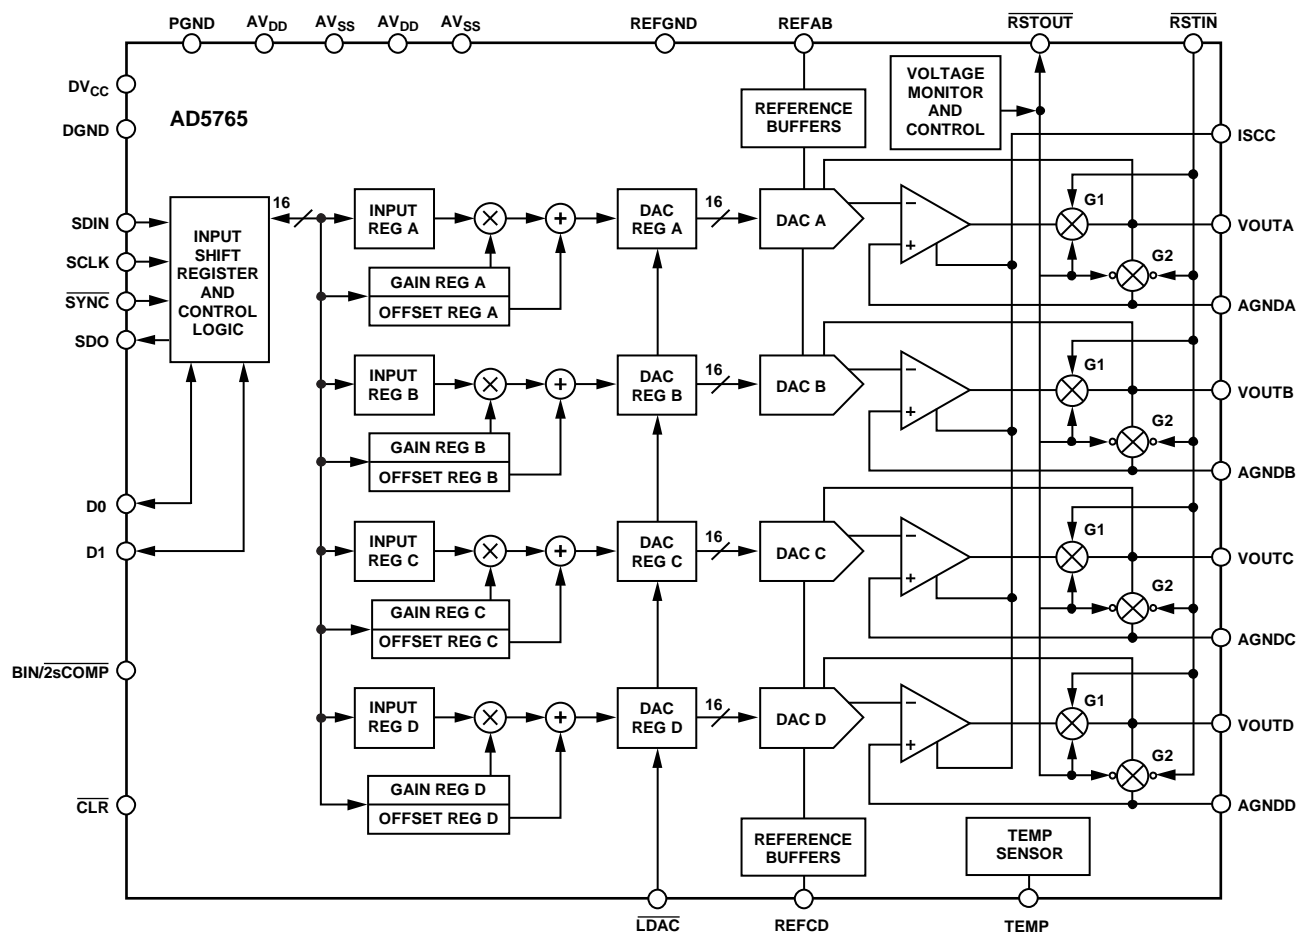 PGND
AVDD
AVSS
AVDD
AVSS
REFGND
REFAB
RSTOUT
RSTIN
DVCC
DGND
AD5765
REFERENCE
BUFFERS
VOLTAGE
MONITOR
AND
CONTROL
ISCC
SDIN
SCLK
SYNC
SDO
INPUT
SHIFT
REGISTER
AND
CONTROL
LOGIC
16
INPUT
REG A
×
+
GAIN REG A
OFFSET REG A
DAC
REG A
16
DAC A
−
+
G1
G2
VOUTA
AGNDA
INPUT
REG B
×
+
GAIN REG B
OFFSET REG B
DAC
REG B
16
DAC B
−
+
G1
G2
VOUTB
AGNDB
D0
D1
INPUT
REG C
×
+
GAIN REG C
OFFSET REG C
DAC
REG C
16
DAC C
−
+
G1
G2
VOUTC
AGNDC
BIN/2sCOMP
INPUT
REG D
×
+
GAIN REG D
OFFSET REG D
DAC
REG D
16
DAC D
−
+
G1
G2
VOUTD
AGNDD
CLR
REFERENCE
BUFFERS
TEMP
SENSOR
LDAC
REFCD
TEMP